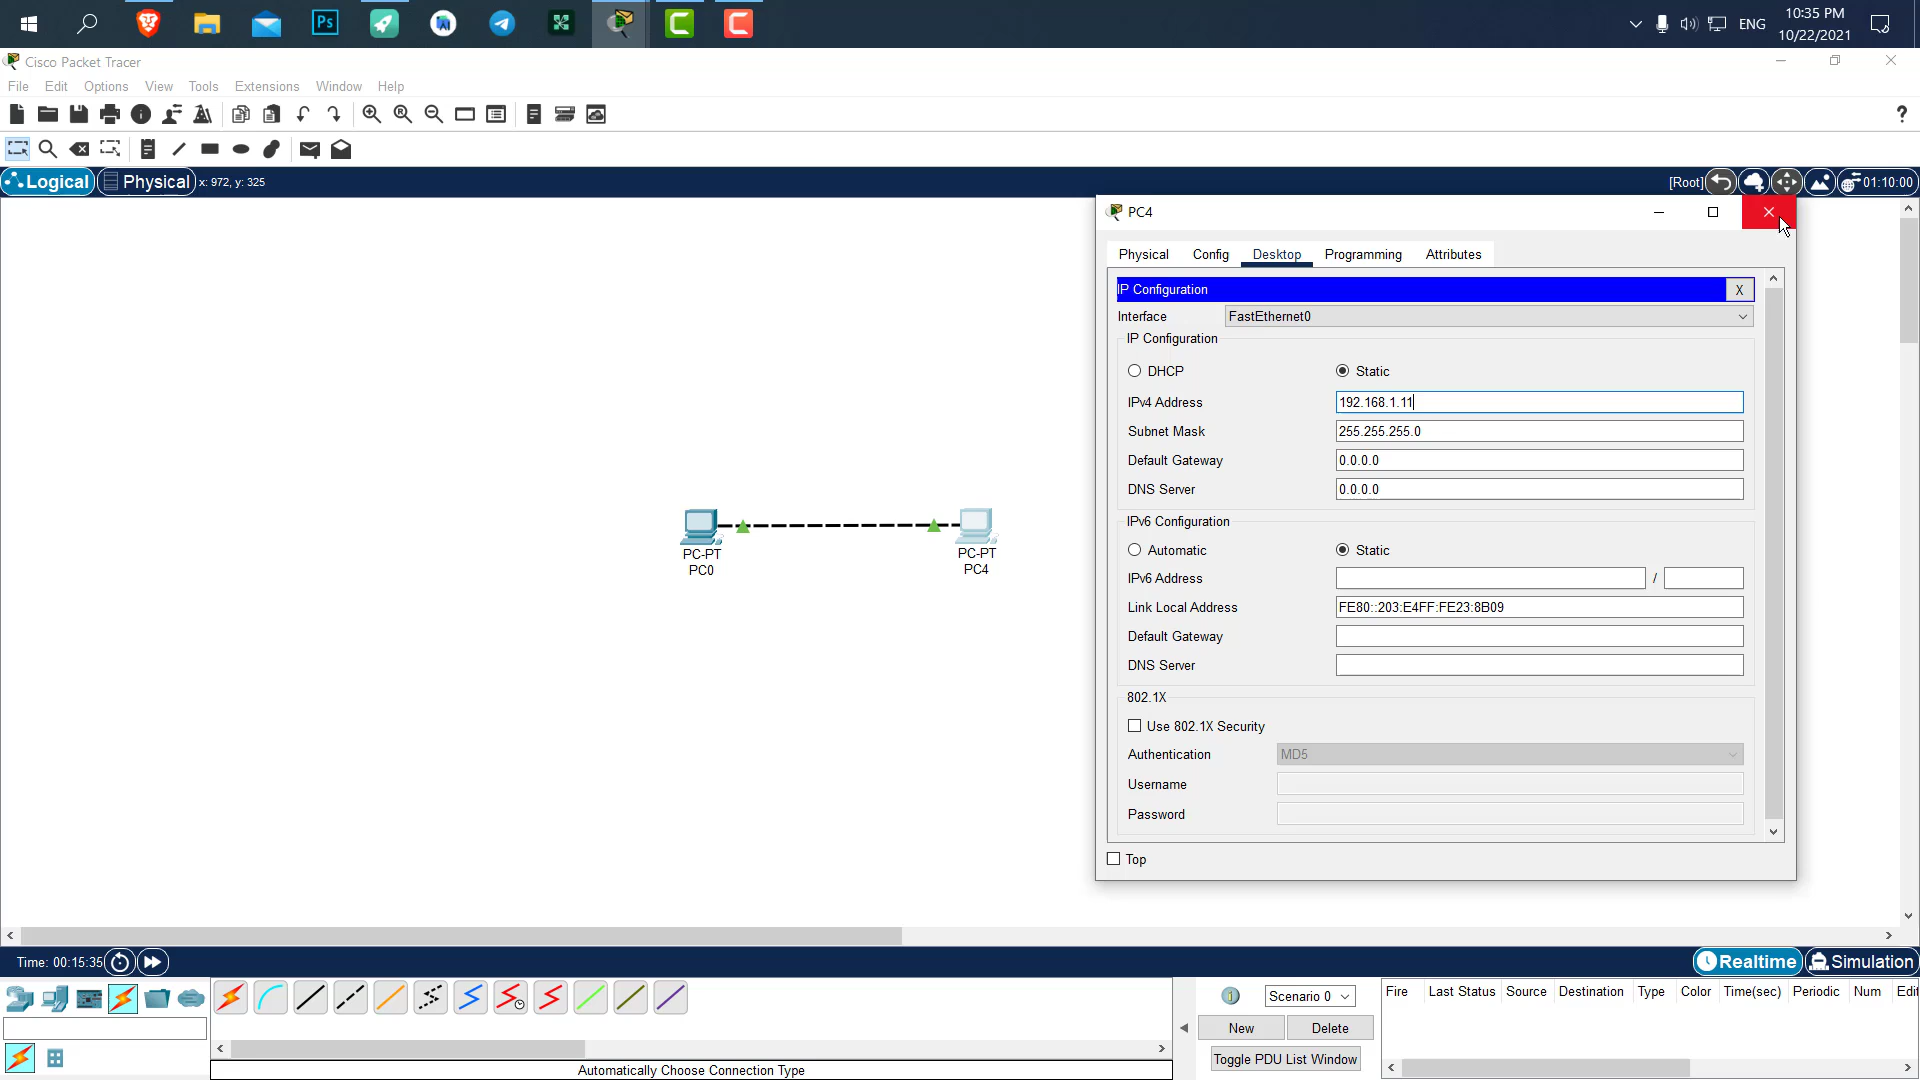 Ps
ENG
10:35 PM
10/22/2021
Cisco Packet Tracer
File Edit Options View Tools Extensions Window Help
?
Logical Physical x: 972, y: 325
[Root] 01:10:00
PC4
Physical Config Desktop Programming Attributes
IP Configuration X
Interface FastEthernet0
IP Configuration
DHCP Static
IPv4 Address 192.168.1.11
Subnet Mask 255.255.255.0
Default Gateway 0.0.0.0
DNS Server 0.0.0.0
IPv6 Configuration
Automatic Static
IPv6 Address /
Link Local Address FE80::203:E4FF:FE23:8B09
Default Gateway
DNS Server
802.1X
Use 802.1X Security
Authentication MD5
Username
Password
Top
PC-PT
PC0
PC-PT
PC4
Time: 00:15:35
Realtime Simulation
Scenario 0
New Delete
Toggle PDU List Window
Fire Last Status Source Destination Type Color Time(sec) Periodic Num Edi
Automatically Choose Connection Type